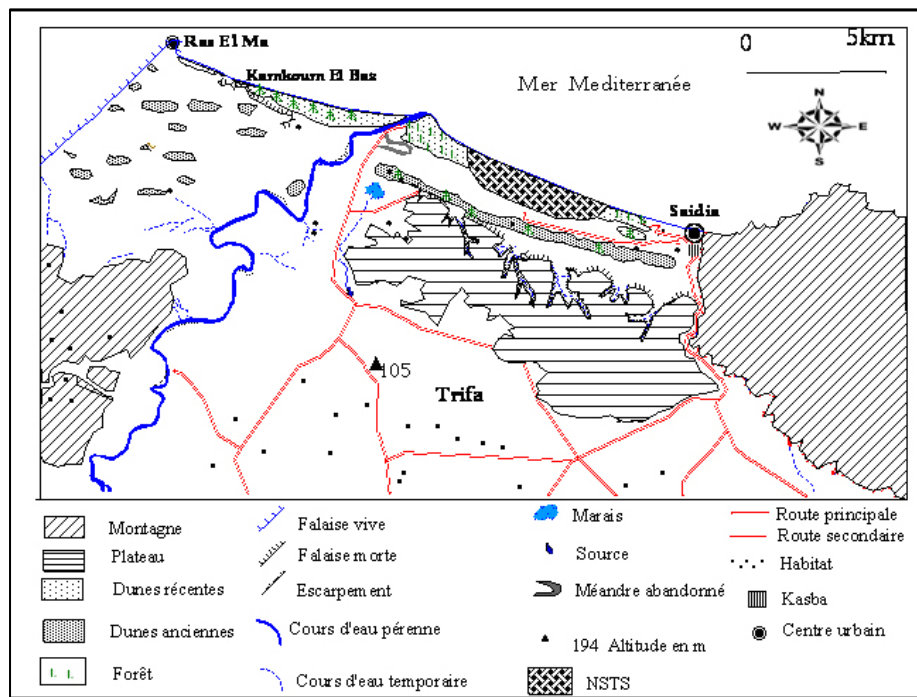 Ras El Ma
0 5km
Karnkoum El Baz
Mer Mediterranée
N
W E
S
Saidia
105
Trifa
Montagne
Plateau
Dunes récentes
Dunes anciennes
Forêt
Falaise vive
Falaise morte
Escarpement
Cours d'eau pérenne
Cours d'eau temporaire
Marais
Source
Méandre abandonné
194 Altitude en m
NSTS
Route principale
Route secondaire
Habitat
Kasba
Centre urbain